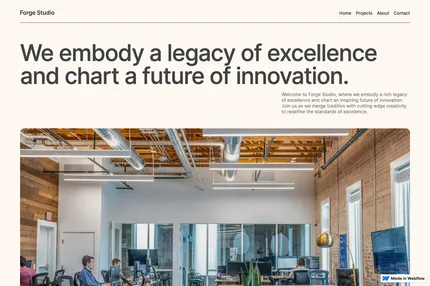 Forge Studio
Home Projects About Contact
We embody a legacy of excellence
and chart a future of innovation.
Welcome to Forge Studio, where we embody a rich legacy
of excellence and chart an inspiring future of innovation.
Join us as we merge tradition with cutting-edge creativity
to redefine the standards of excellence.
Made in Webflow